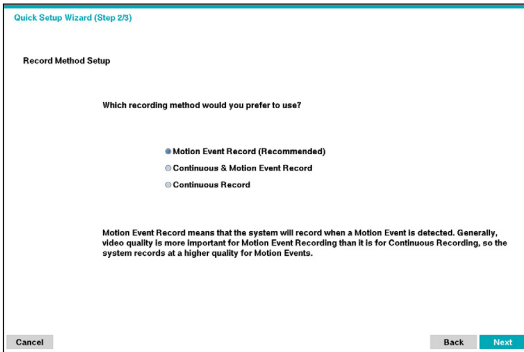 Quick Setup Wizard (Step 2/3)
Record Method Setup
Which recording method would you prefer to use?
Motion Event Record (Recommended)
Continuous & Motion Event Record
Continuous Record
Motion Event Record means that the system will record when a Motion Event is detected. Generally,
video quality is more important for Motion Event Recording than it is for Continuous Recording, so the
system records at a higher quality for Motion Events.
Cancel
Back
Next